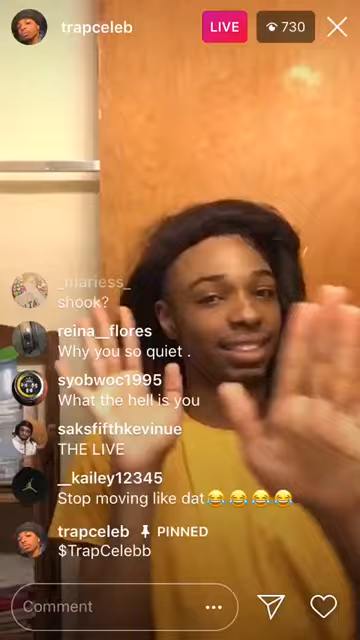 trapceleb LIVE 730
_mariess_
shook?
reina__flores
Why you so quiet .
syobwoc1995
What the hell is you
saksfifthkevinue
THE LIVE
__kailey12345
Stop moving like dat😂😂😂😂
trapceleb PINNED
$TrapCelebb
Comment